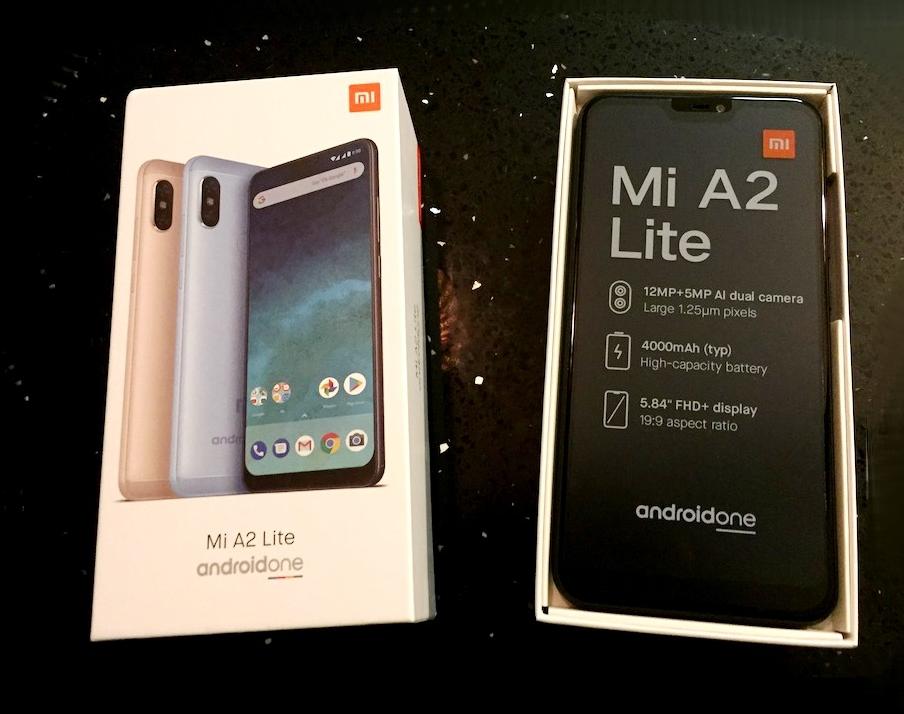 mi
Mi A2 Lite
androidone
mi
Mi A2
Lite
12MP+5MP AI dual camera
Large 1.25μm pixels
4000mAh (typ)
High-capacity battery
5.84" FHD+ display
19:9 aspect ratio
androidone